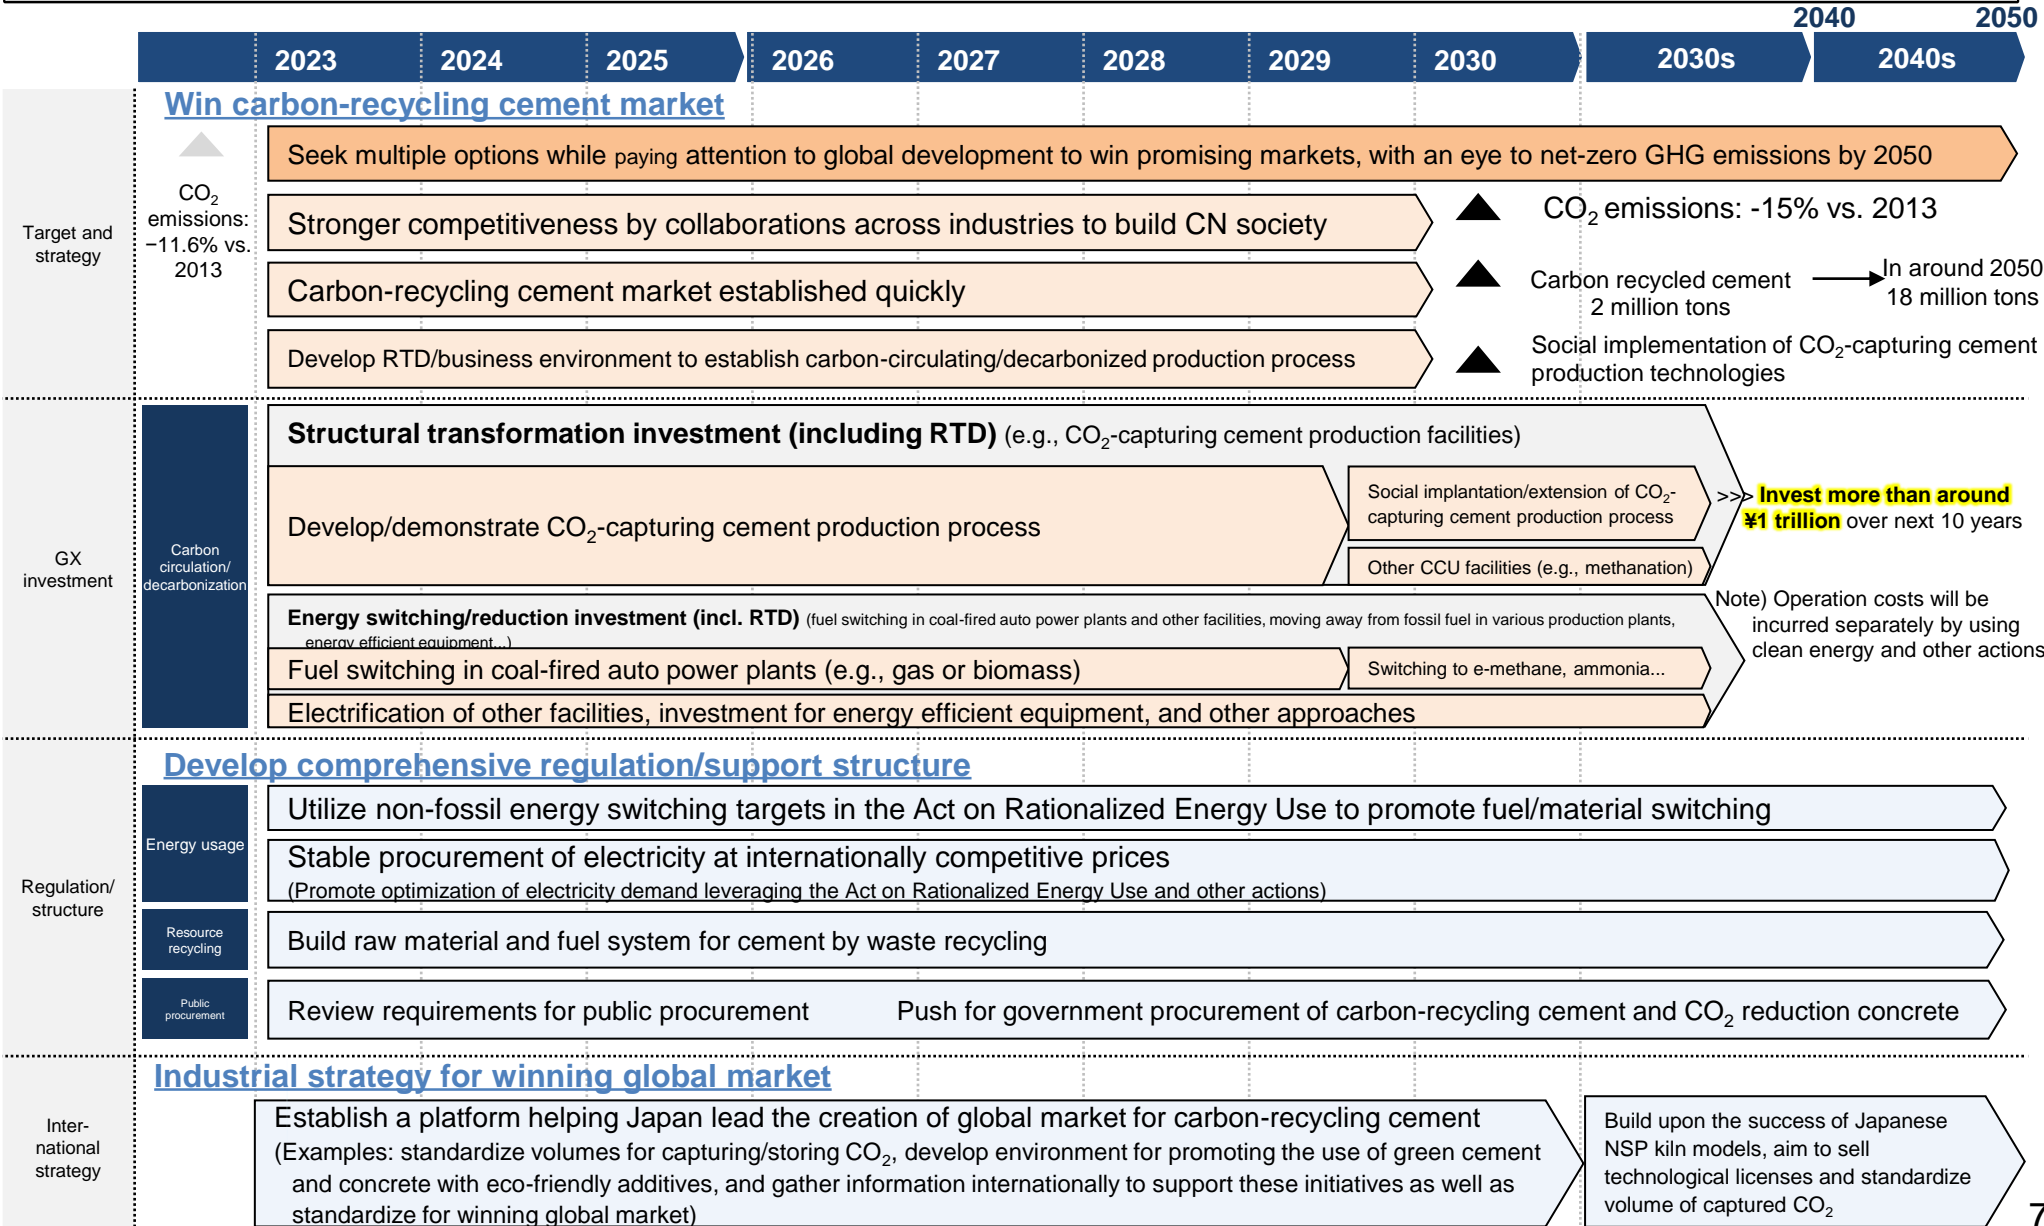 2040 2050
2023 2024 2025 2026 2027 2028 2029 2030 2030s 2040s
Target and
strategy
Win carbon-recycling cement market
CO2
emissions:
−11.6% vs.
2013
Seek multiple options while paying attention to global development to win promising markets, with an eye to net-zero GHG emissions by 2050
Stronger competitiveness by collaborations across industries to build CN society
CO2 emissions: -15% vs. 2013
Carbon-recycling cement market established quickly
Carbon recycled cement
2 million tons
In around 2050
18 million tons
Develop RTD/business environment to establish carbon-circulating/decarbonized production process
Social implementation of CO2-capturing cement
production technologies
GX
investment
Carbon
circulation/
decarbonization
Structural transformation investment (including RTD) (e.g., CO2-capturing cement production facilities)
Develop/demonstrate CO2-capturing cement production process
Social implantation/extension of CO2-
capturing cement production process
Other CCU facilities (e.g., methanation)
>>> Invest more than around
¥1 trillion over next 10 years
Energy switching/reduction investment (incl. RTD) (fuel switching in coal-fired auto power plants and other facilities, moving away from fossil fuel in various production plants,
energy efficient equipment...)
Fuel switching in coal-fired auto power plants (e.g., gas or biomass)
Switching to e-methane, ammonia...
Electrification of other facilities, investment for energy efficient equipment, and other approaches
Note) Operation costs will be
incurred separately by using
clean energy and other actions
Regulation/
structure
Develop comprehensive regulation/support structure
Energy usage
Utilize non-fossil energy switching targets in the Act on Rationalized Energy Use to promote fuel/material switching
Stable procurement of electricity at internationally competitive prices
(Promote optimization of electricity demand leveraging the Act on Rationalized Energy Use and other actions)
Resource
recycling
Build raw material and fuel system for cement by waste recycling
Public
procurement
Review requirements for public procurement Push for government procurement of carbon-recycling cement and CO2 reduction concrete
Inter-
national
strategy
Industrial strategy for winning global market
Establish a platform helping Japan lead the creation of global market for carbon-recycling cement
(Examples: standardize volumes for capturing/storing CO2, develop environment for promoting the use of green cement
and concrete with eco-friendly additives, and gather information internationally to support these initiatives as well as
standardize for winning global market)
Build upon the success of Japanese
NSP kiln models, aim to sell
technological licenses and standardize
volume of captured CO2
7